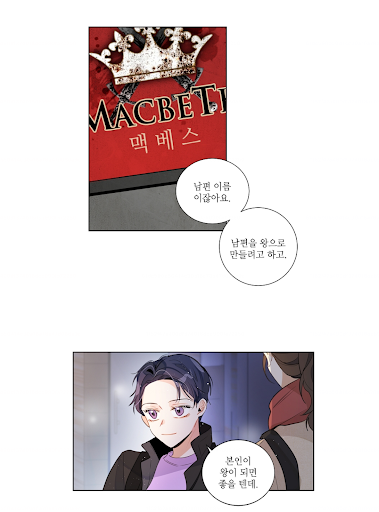 MACBETH
맥베스
남편 이름
이잖아요.
남편을 왕으로
만들려고 하고.
본인이
왕이 되면
좋을 텐데.